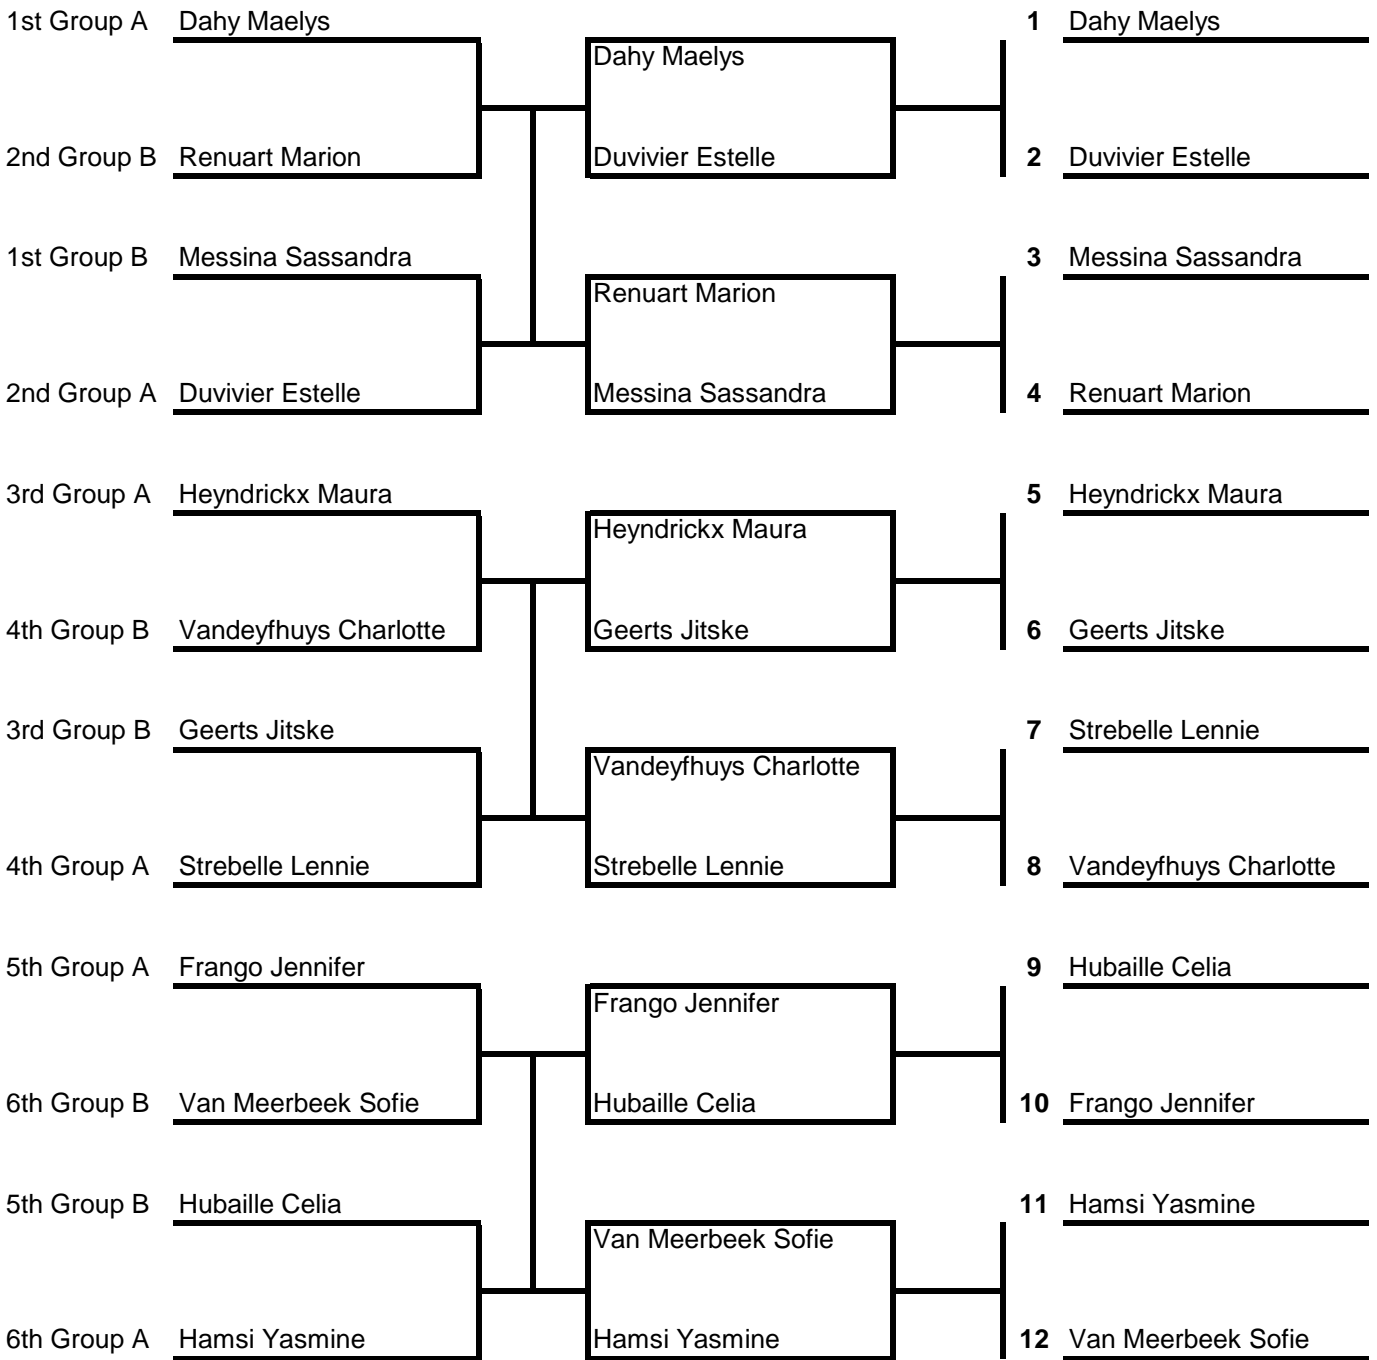 1st Group A Dahy Maelys 1 Dahy Maelys
Dahy Maelys
2nd Group B Renuart Marion Duvivier Estelle 2 Duvivier Estelle
1st Group B Messina Sassandra 3 Messina Sassandra
Renuart Marion
2nd Group A Duvivier Estelle Messina Sassandra 4 Renuart Marion
3rd Group A Heyndrickx Maura 5 Heyndrickx Maura
Heyndrickx Maura
4th Group B Vandeyfhuys Charlotte Geerts Jitske 6 Geerts Jitske
3rd Group B Geerts Jitske 7 Strebelle Lennie
Vandeyfhuys Charlotte
4th Group A Strebelle Lennie Strebelle Lennie 8 Vandeyfhuys Charlotte
5th Group A Frango Jennifer 9 Hubaille Celia
Frango Jennifer
6th Group B Van Meerbeek Sofie Hubaille Celia 10 Frango Jennifer
5th Group B Hubaille Celia 11 Hamsi Yasmine
Van Meerbeek Sofie
6th Group A Hamsi Yasmine Hamsi Yasmine 12 Van Meerbeek Sofie